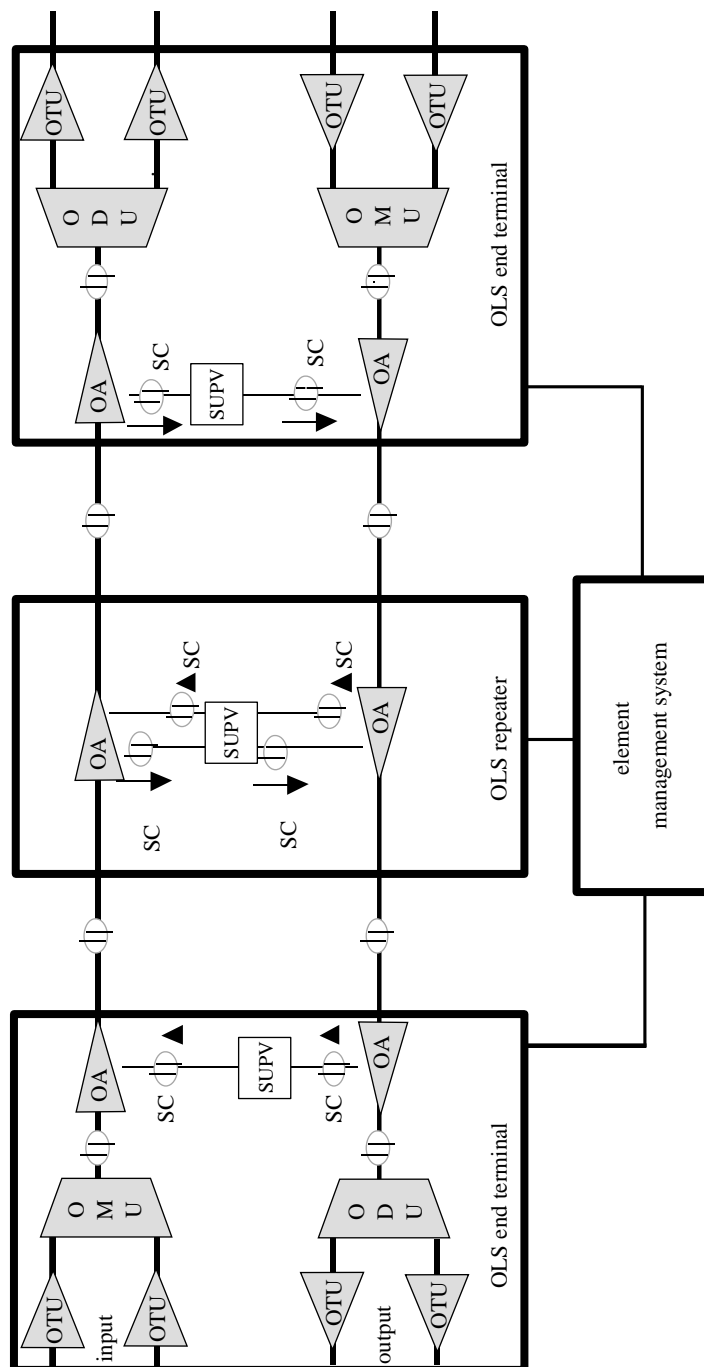 OTU
OTU
input
OTU
OTU
output
O M U
O D U
OA
SC
SUPV
SC
OA
OLS end terminal
OA
SC
SC
SUPV
SC
SC
OA
OLS repeater
OA
SC
SUPV
SC
OA
O D U
O M U
OTU
OTU
OTU
OTU
OLS end terminal
element
management system